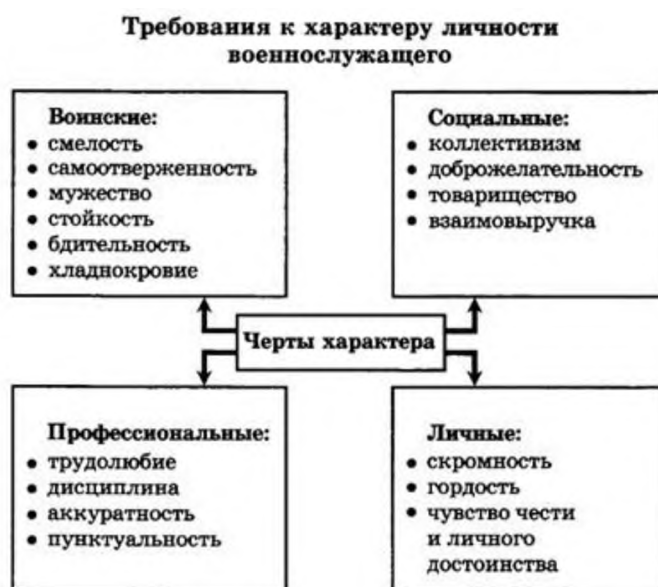 Требования к характеру личности
военнослужащего
Воинские:
• смелость
• самоотверженность
• мужество
• стойкость
• бдительность
• хладнокровие
Социальные:
• коллективизм
• доброжелательность
• товарищество
• взаимовыручка
Черты характера
Профессиональные:
• трудолюбие
• дисциплина
• аккуратность
• пунктуальность
Личные:
• скромность
• гордость
• чувство чести
и личного
достоинства